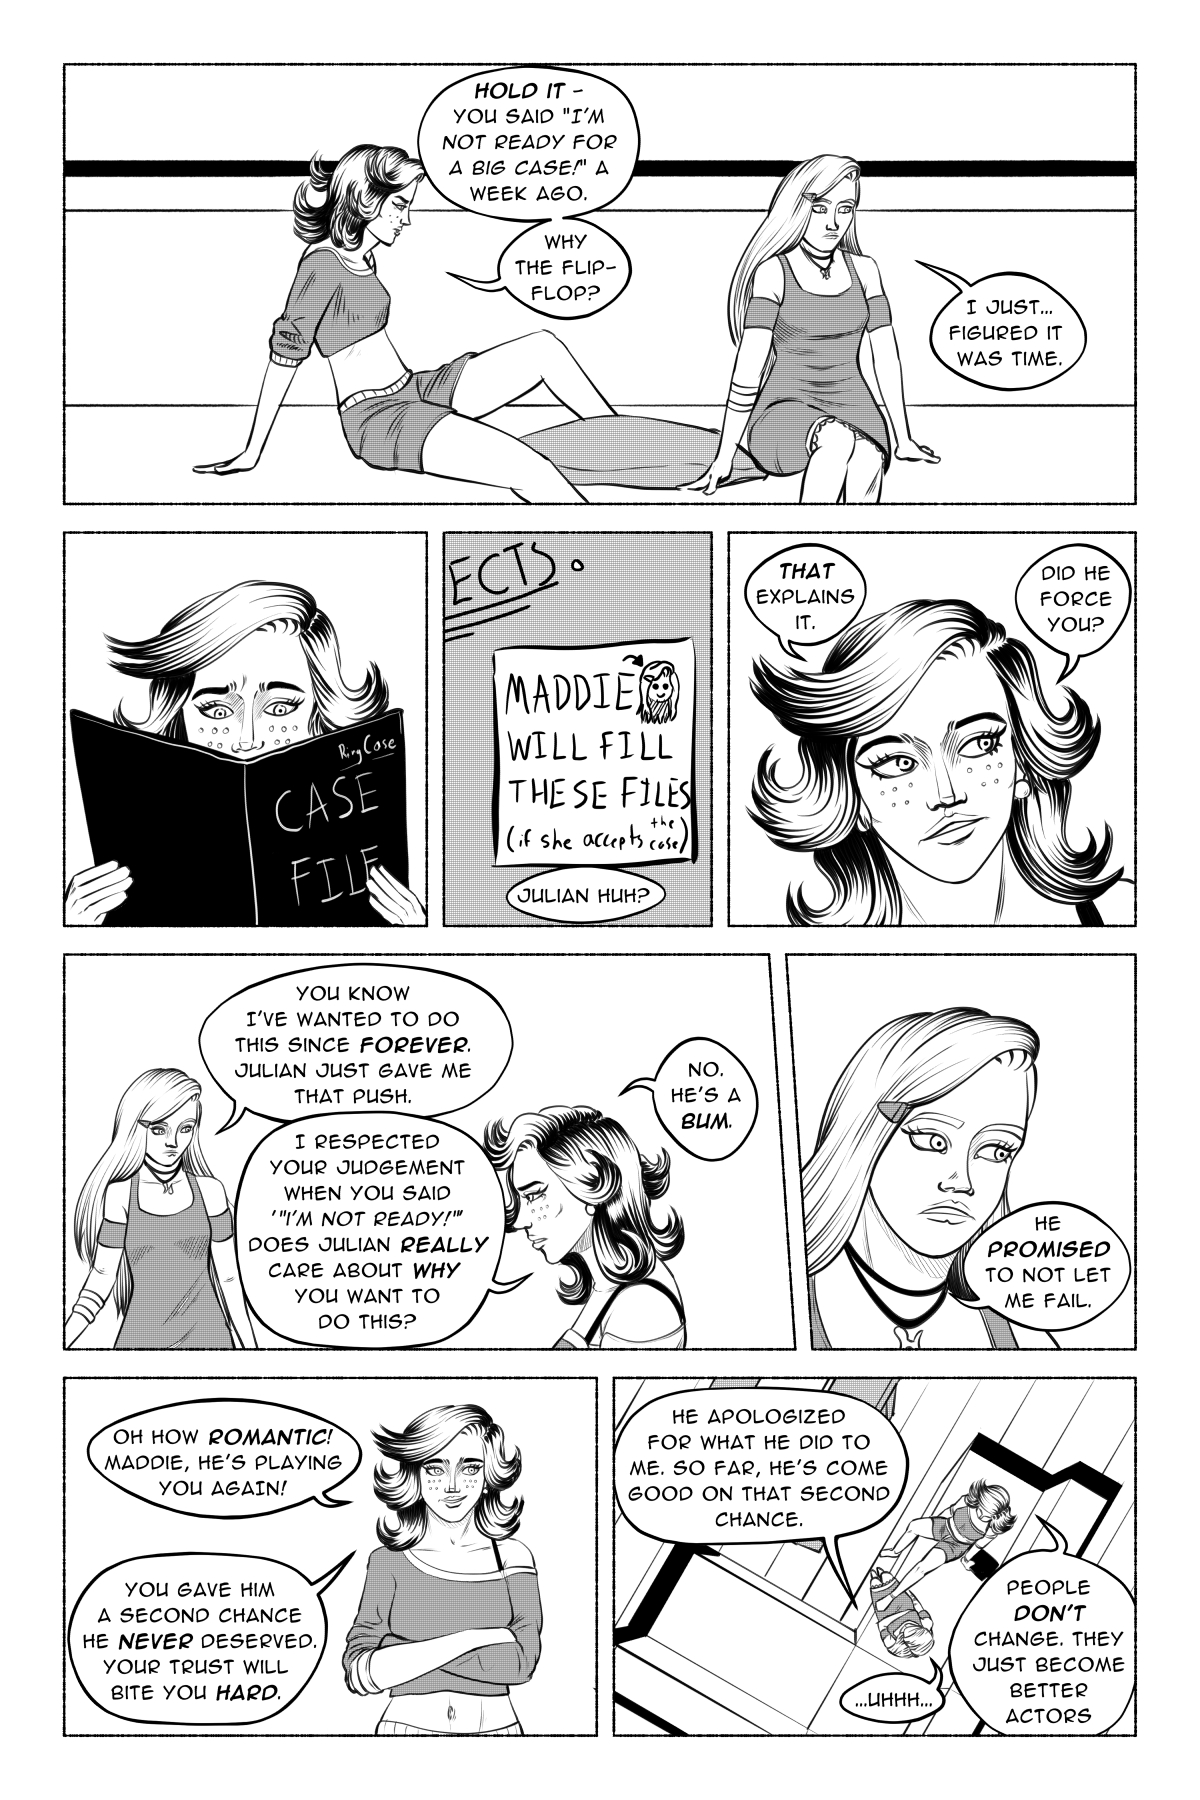 HOLD IT -
YOU SAID "I'M
NOT READY FOR
A BIG CASE!" A
WEEK AGO.
WHY
THE FLIP-
FLOP?
I JUST...
FIGURED IT
WAS TIME.
Ring Case
CASE
FILE
ECTS.
MADDIE
WILL FILL
THESE FILES
(if she accepts the case)
JULIAN HUH?
THAT
EXPLAINS
IT.
DID HE
FORCE
YOU?
YOU KNOW
I'VE WANTED TO DO
THIS SINCE FOREVER.
JULIAN JUST GAVE ME
THAT PUSH.
I RESPECTED
YOUR JUDGEMENT
WHEN YOU SAID
'"I'M NOT READY!"'
DOES JULIAN REALLY
CARE ABOUT WHY
YOU WANT TO
DO THIS?
NO.
HE'S A
BUM.
HE
PROMISED
TO NOT LET
ME FAIL.
OH HOW ROMANTIC!
MADDIE, HE'S PLAYING
YOU AGAIN!
YOU GAVE HIM
A SECOND CHANCE
HE NEVER DESERVED.
YOUR TRUST WILL
BITE YOU HARD.
HE APOLOGIZED
FOR WHAT HE DID TO
ME. SO FAR, HE'S COME
GOOD ON THAT SECOND
CHANCE.
PEOPLE
DON'T
CHANGE. THEY
JUST BECOME
BETTER
ACTORS
...UHHH...